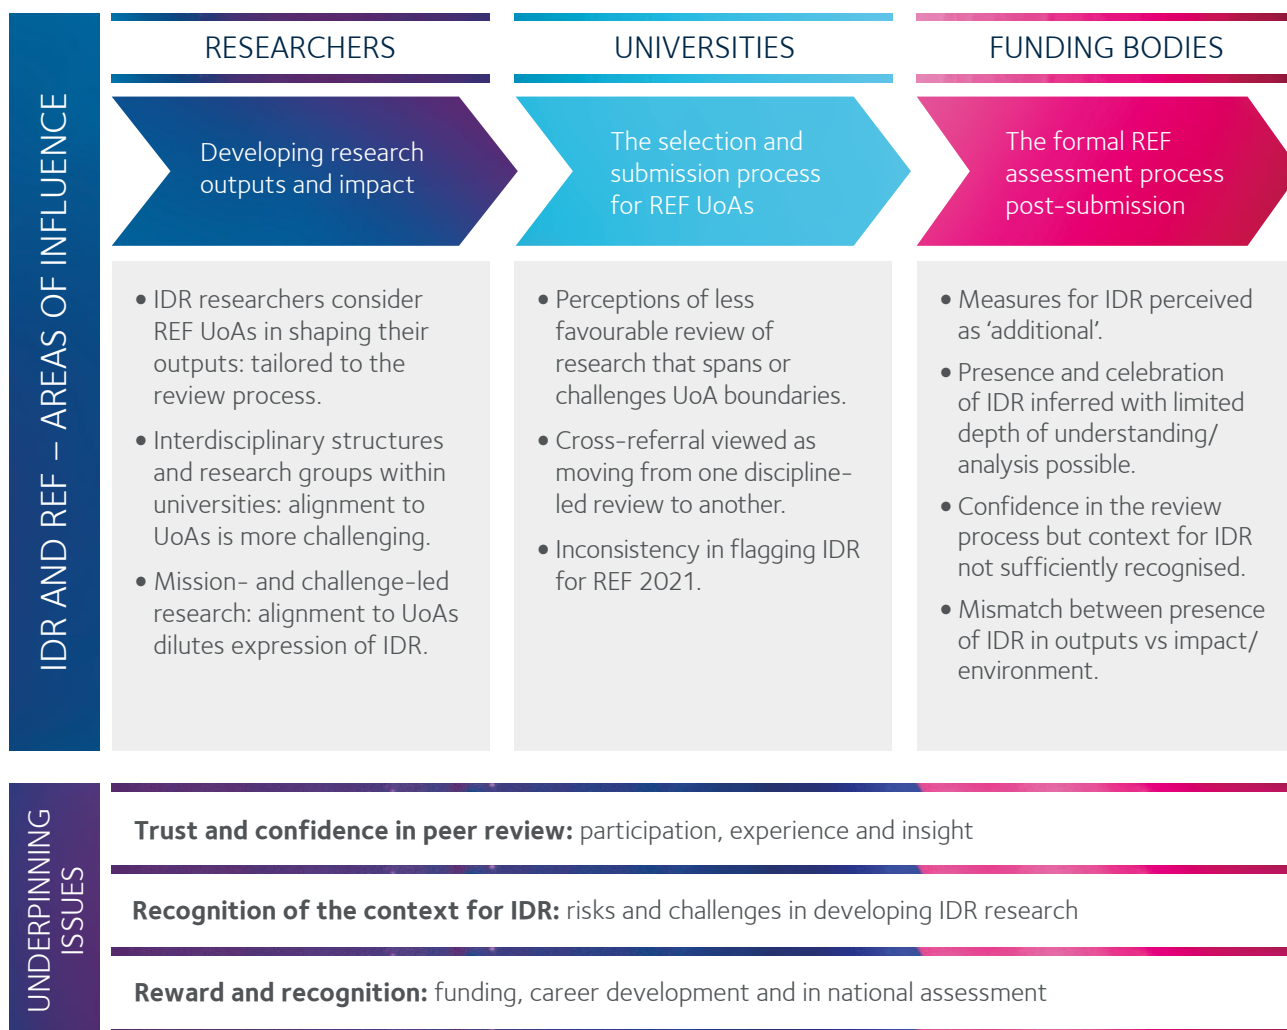 IDR AND REF – AREAS OF INFLUENCE
RESEARCHERS
Developing research
outputs and impact
• IDR researchers consider
REF UoAs in shaping their
outputs: tailored to the
review process.
• Interdisciplinary structures
and research groups within
universities: alignment to
UoAs is more challenging.
• Mission- and challenge-led
research: alignment to UoAs
dilutes expression of IDR.
UNIVERSITIES
The selection and
submission process
for REF UoAs
• Perceptions of less
favourable review of
research that spans or
challenges UoA boundaries.
• Cross-referral viewed as
moving from one discipline-
led review to another.
• Inconsistency in flagging IDR
for REF 2021.
FUNDING BODIES
The formal REF
assessment process
post-submission
• Measures for IDR perceived
as ‘additional’.
• Presence and celebration
of IDR inferred with limited
depth of understanding/
analysis possible.
• Confidence in the review
process but context for IDR
not sufficiently recognised.
• Mismatch between presence
of IDR in outputs vs impact/
environment.
UNDERPINNING
ISSUES
Trust and confidence in peer review: participation, experience and insight
Recognition of the context for IDR: risks and challenges in developing IDR research
Reward and recognition: funding, career development and in national assessment